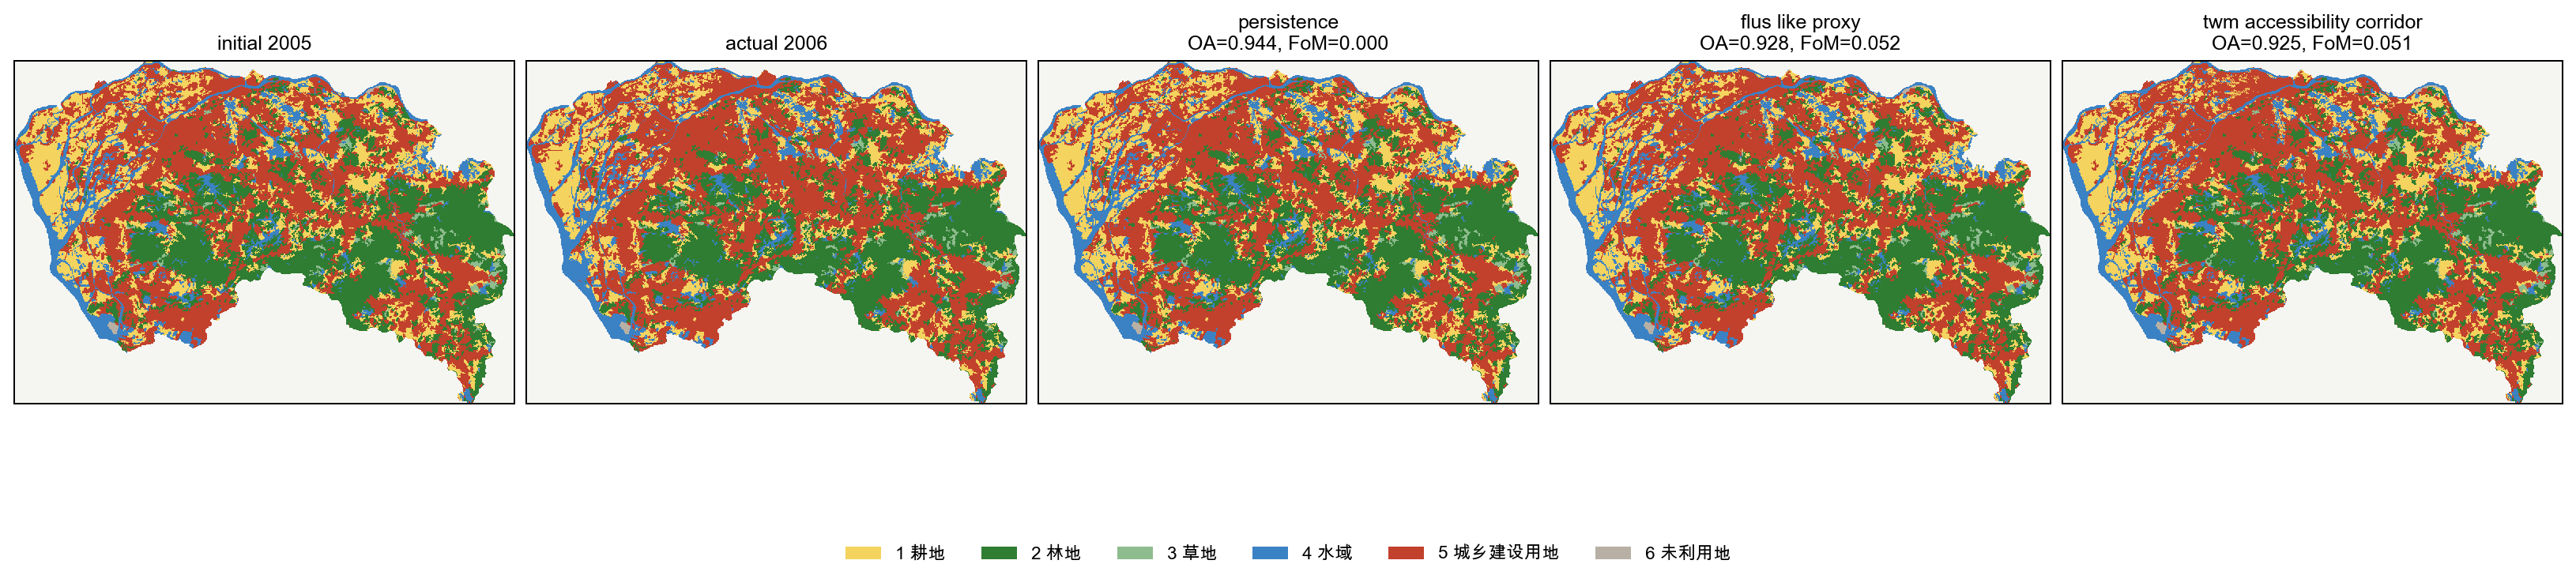 initial 2005
actual 2006
persistence
OA=0.944, FoM=0.000
flus like proxy
OA=0.928, FoM=0.052
twm accessibility corridor
OA=0.925, FoM=0.051
1 耕地
2 林地
3 草地
4 水域
5 城乡建设用地
6 未利用地